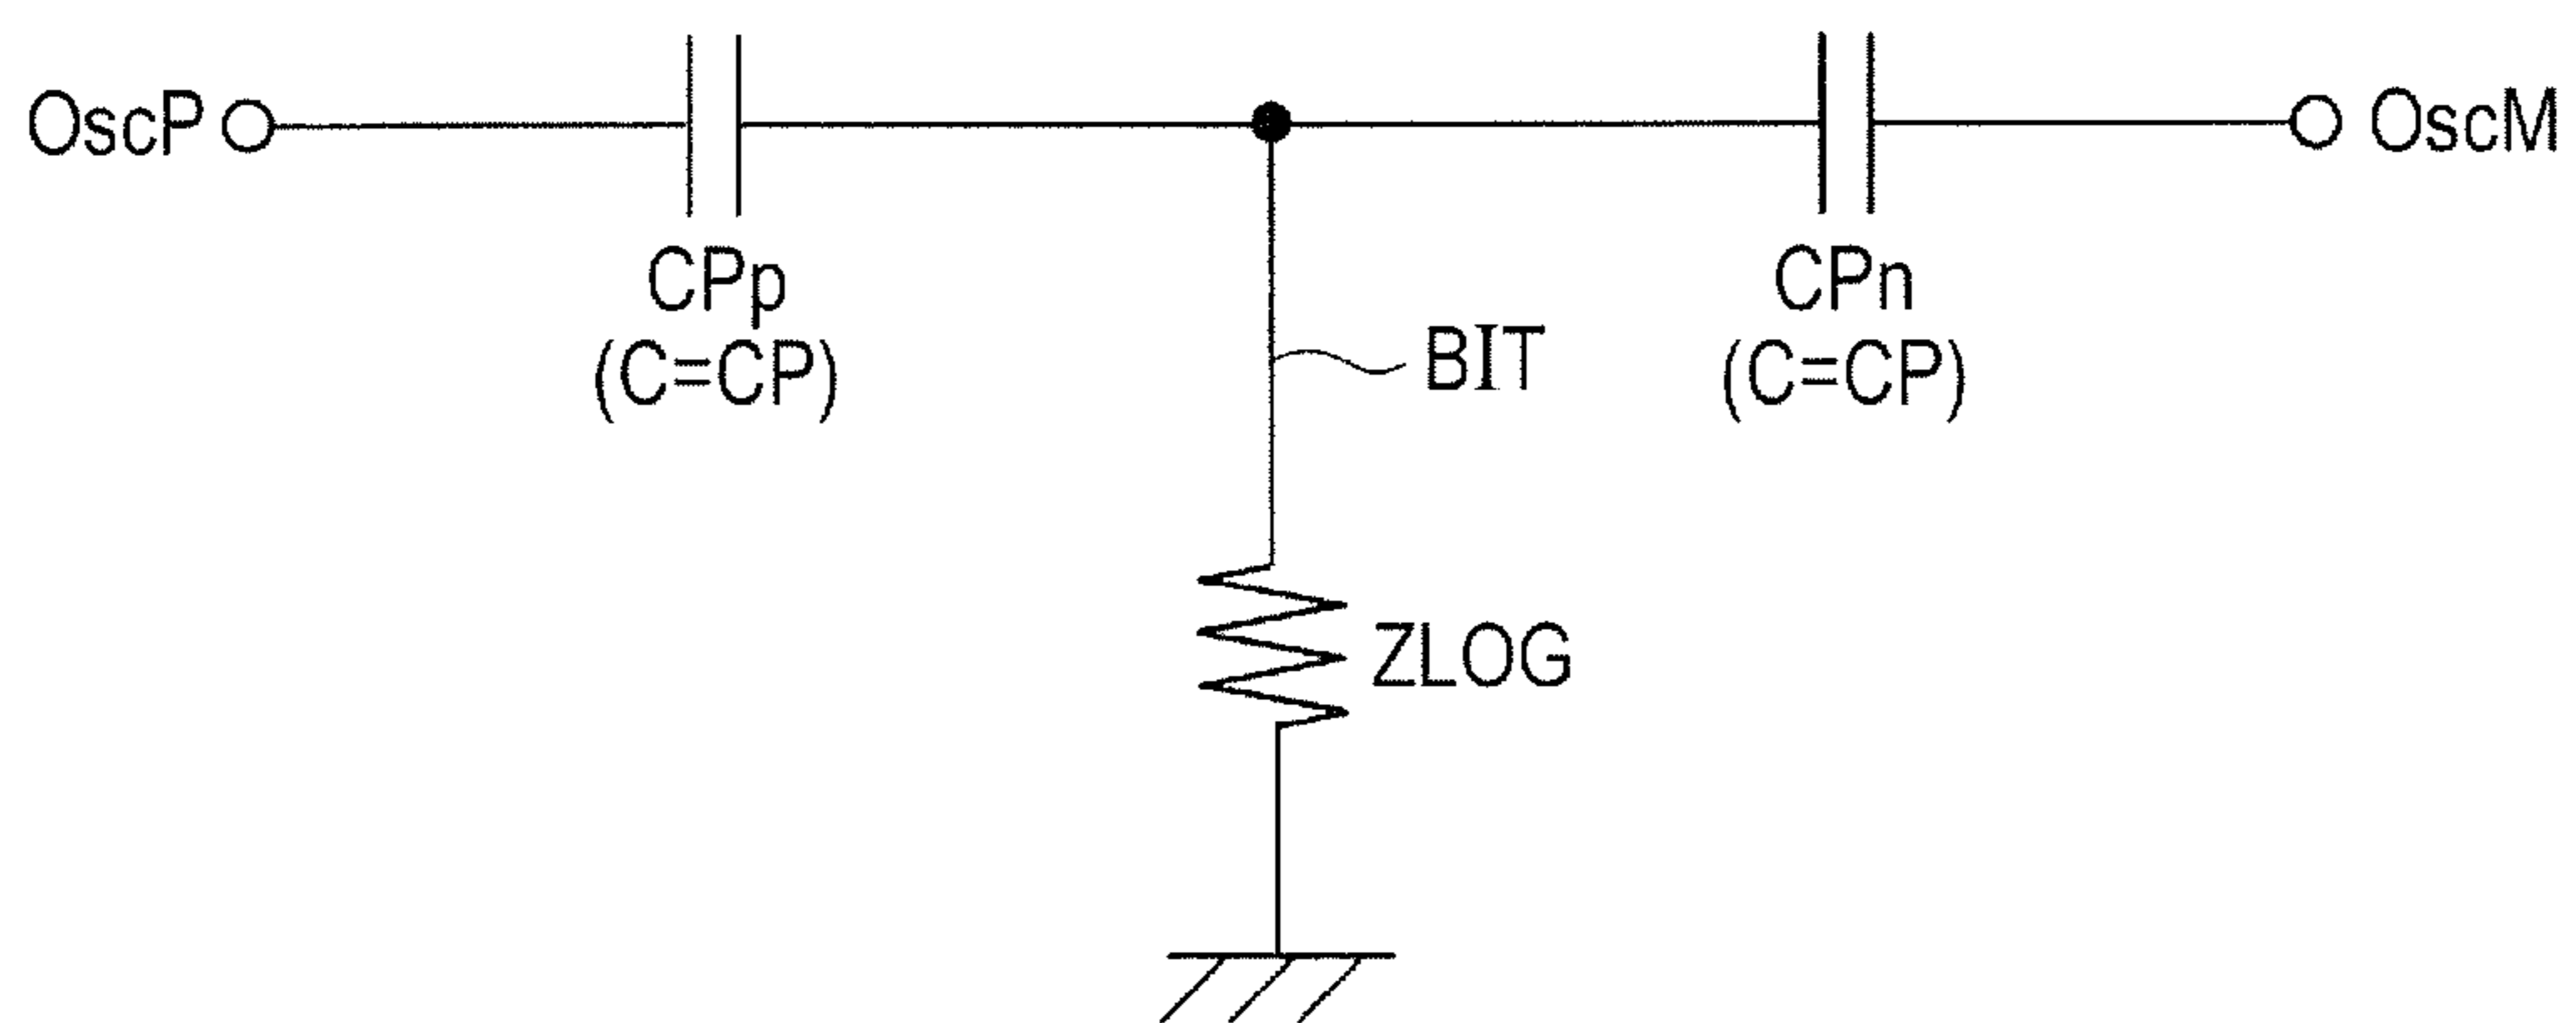 OscP
OscM
CPp
(C=CP)
CPn
(C=CP)
BIT
ZLOG